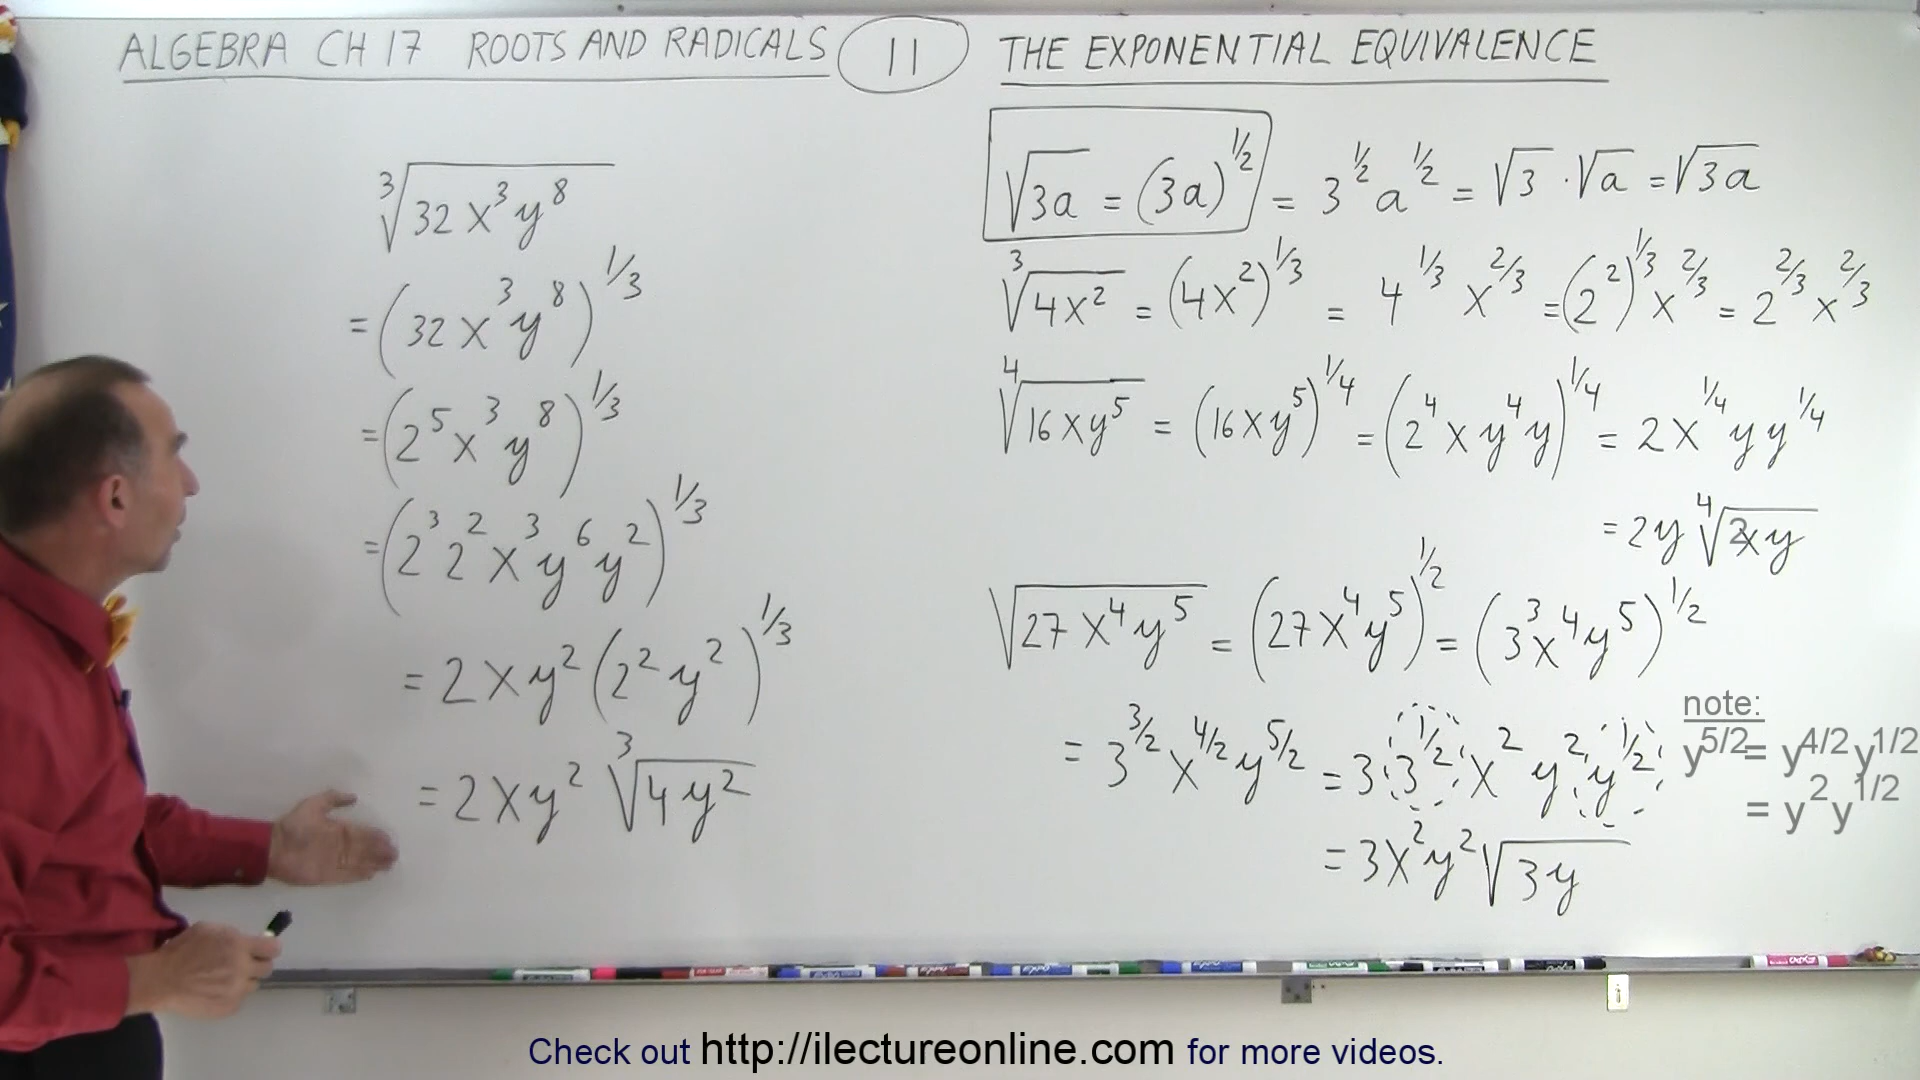 ALGEBRA CH 17 ROOTS AND RADICALS 11 THE EXPONENTIAL EQUIVALENCE
∛(32x³y⁸)
= (32x³y⁸)^1/3
= (2⁵x³y⁸)^1/3
= (2³2²x³y⁶y²)^1/3
= 2xy²(2²y²)^1/3
= 2xy² ∛(4y²)
√(3a) = (3a)^1/2 = 3^1/2 a^1/2 = √3 · √a = √(3a)
∛(4x²) = (4x²)^1/3 = 4^1/3 x^2/3 = (2²)^1/3 x^2/3 = 2^2/3 x^2/3
∜(16xy⁵) = (16xy⁵)^1/4 = (2⁴xy⁴y)^1/4 = 2x^1/4 y y^1/4
= 2y ∜(xy)
√(27x⁴y⁵) = (27x⁴y⁵)^1/2 = (3³x⁴y⁵)^1/2
= 3^3/2 x^4/2 y^5/2 = 3 3^1/2 x² y² y^1/2
= 3x²y²√(3y)
note:
y^5/2 = y^4/2 y^1/2
= y² y^1/2
Check out http://ilectureonline.com for more videos.